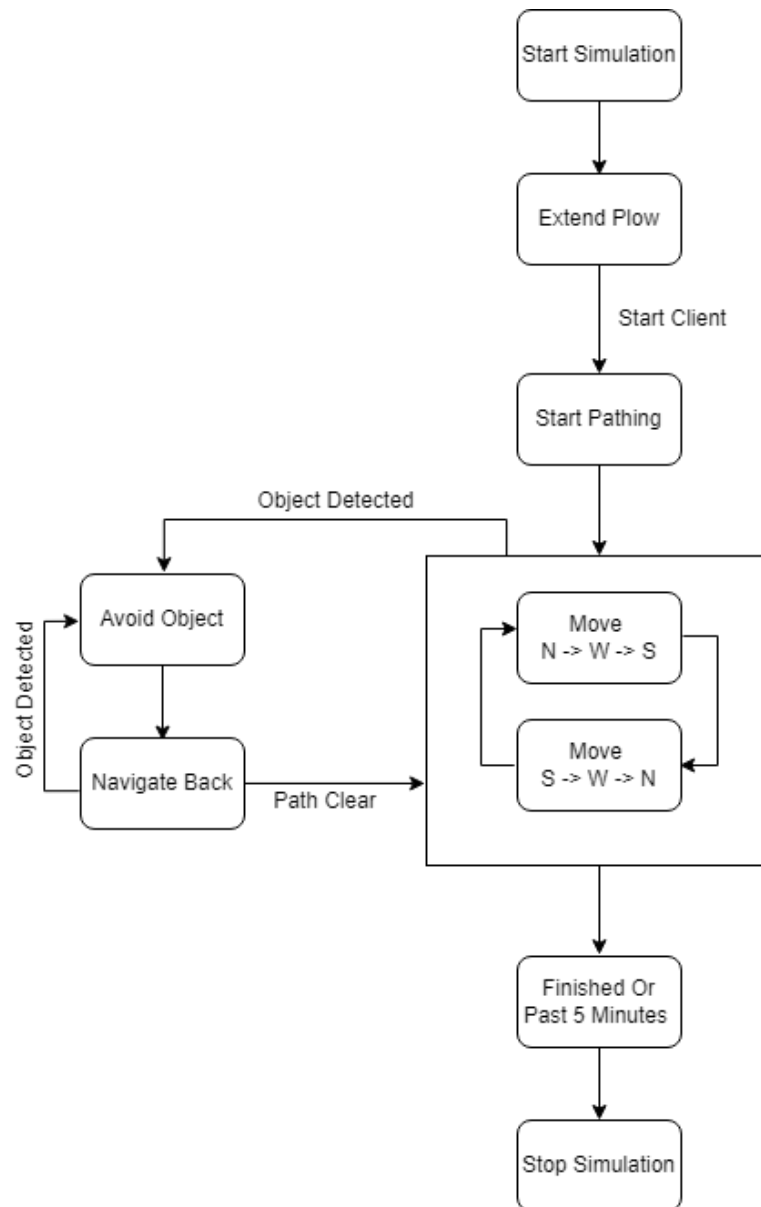 Start Simulation
Extend Plow
Start Client
Start Pathing
Object Detected
Avoid Object
Object Detected
Navigate Back
Path Clear
Move
N -> W -> S
Move
S -> W -> N
Finished Or
Past 5 Minutes
Stop Simulation